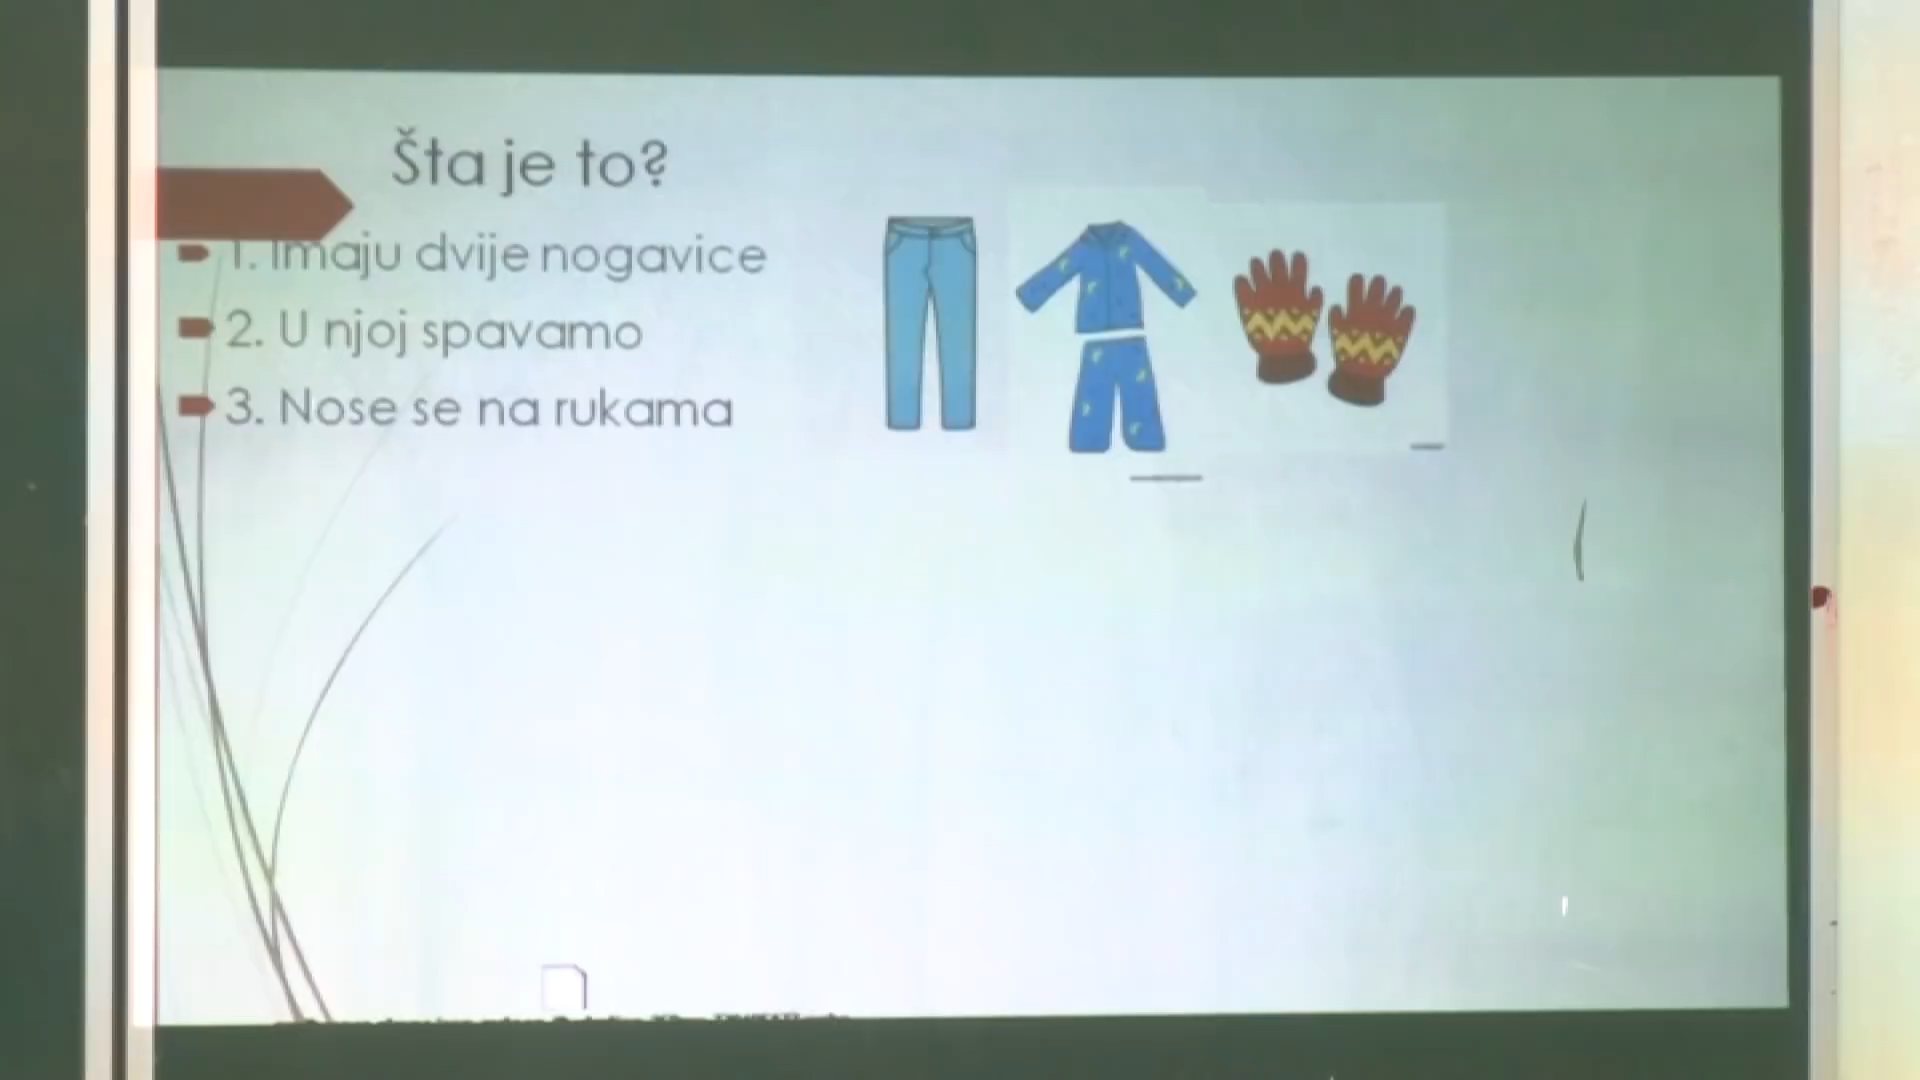 Šta je to?
1. Imaju dvije nogavice
2. U njoj spavamo
3. Nose se na rukama